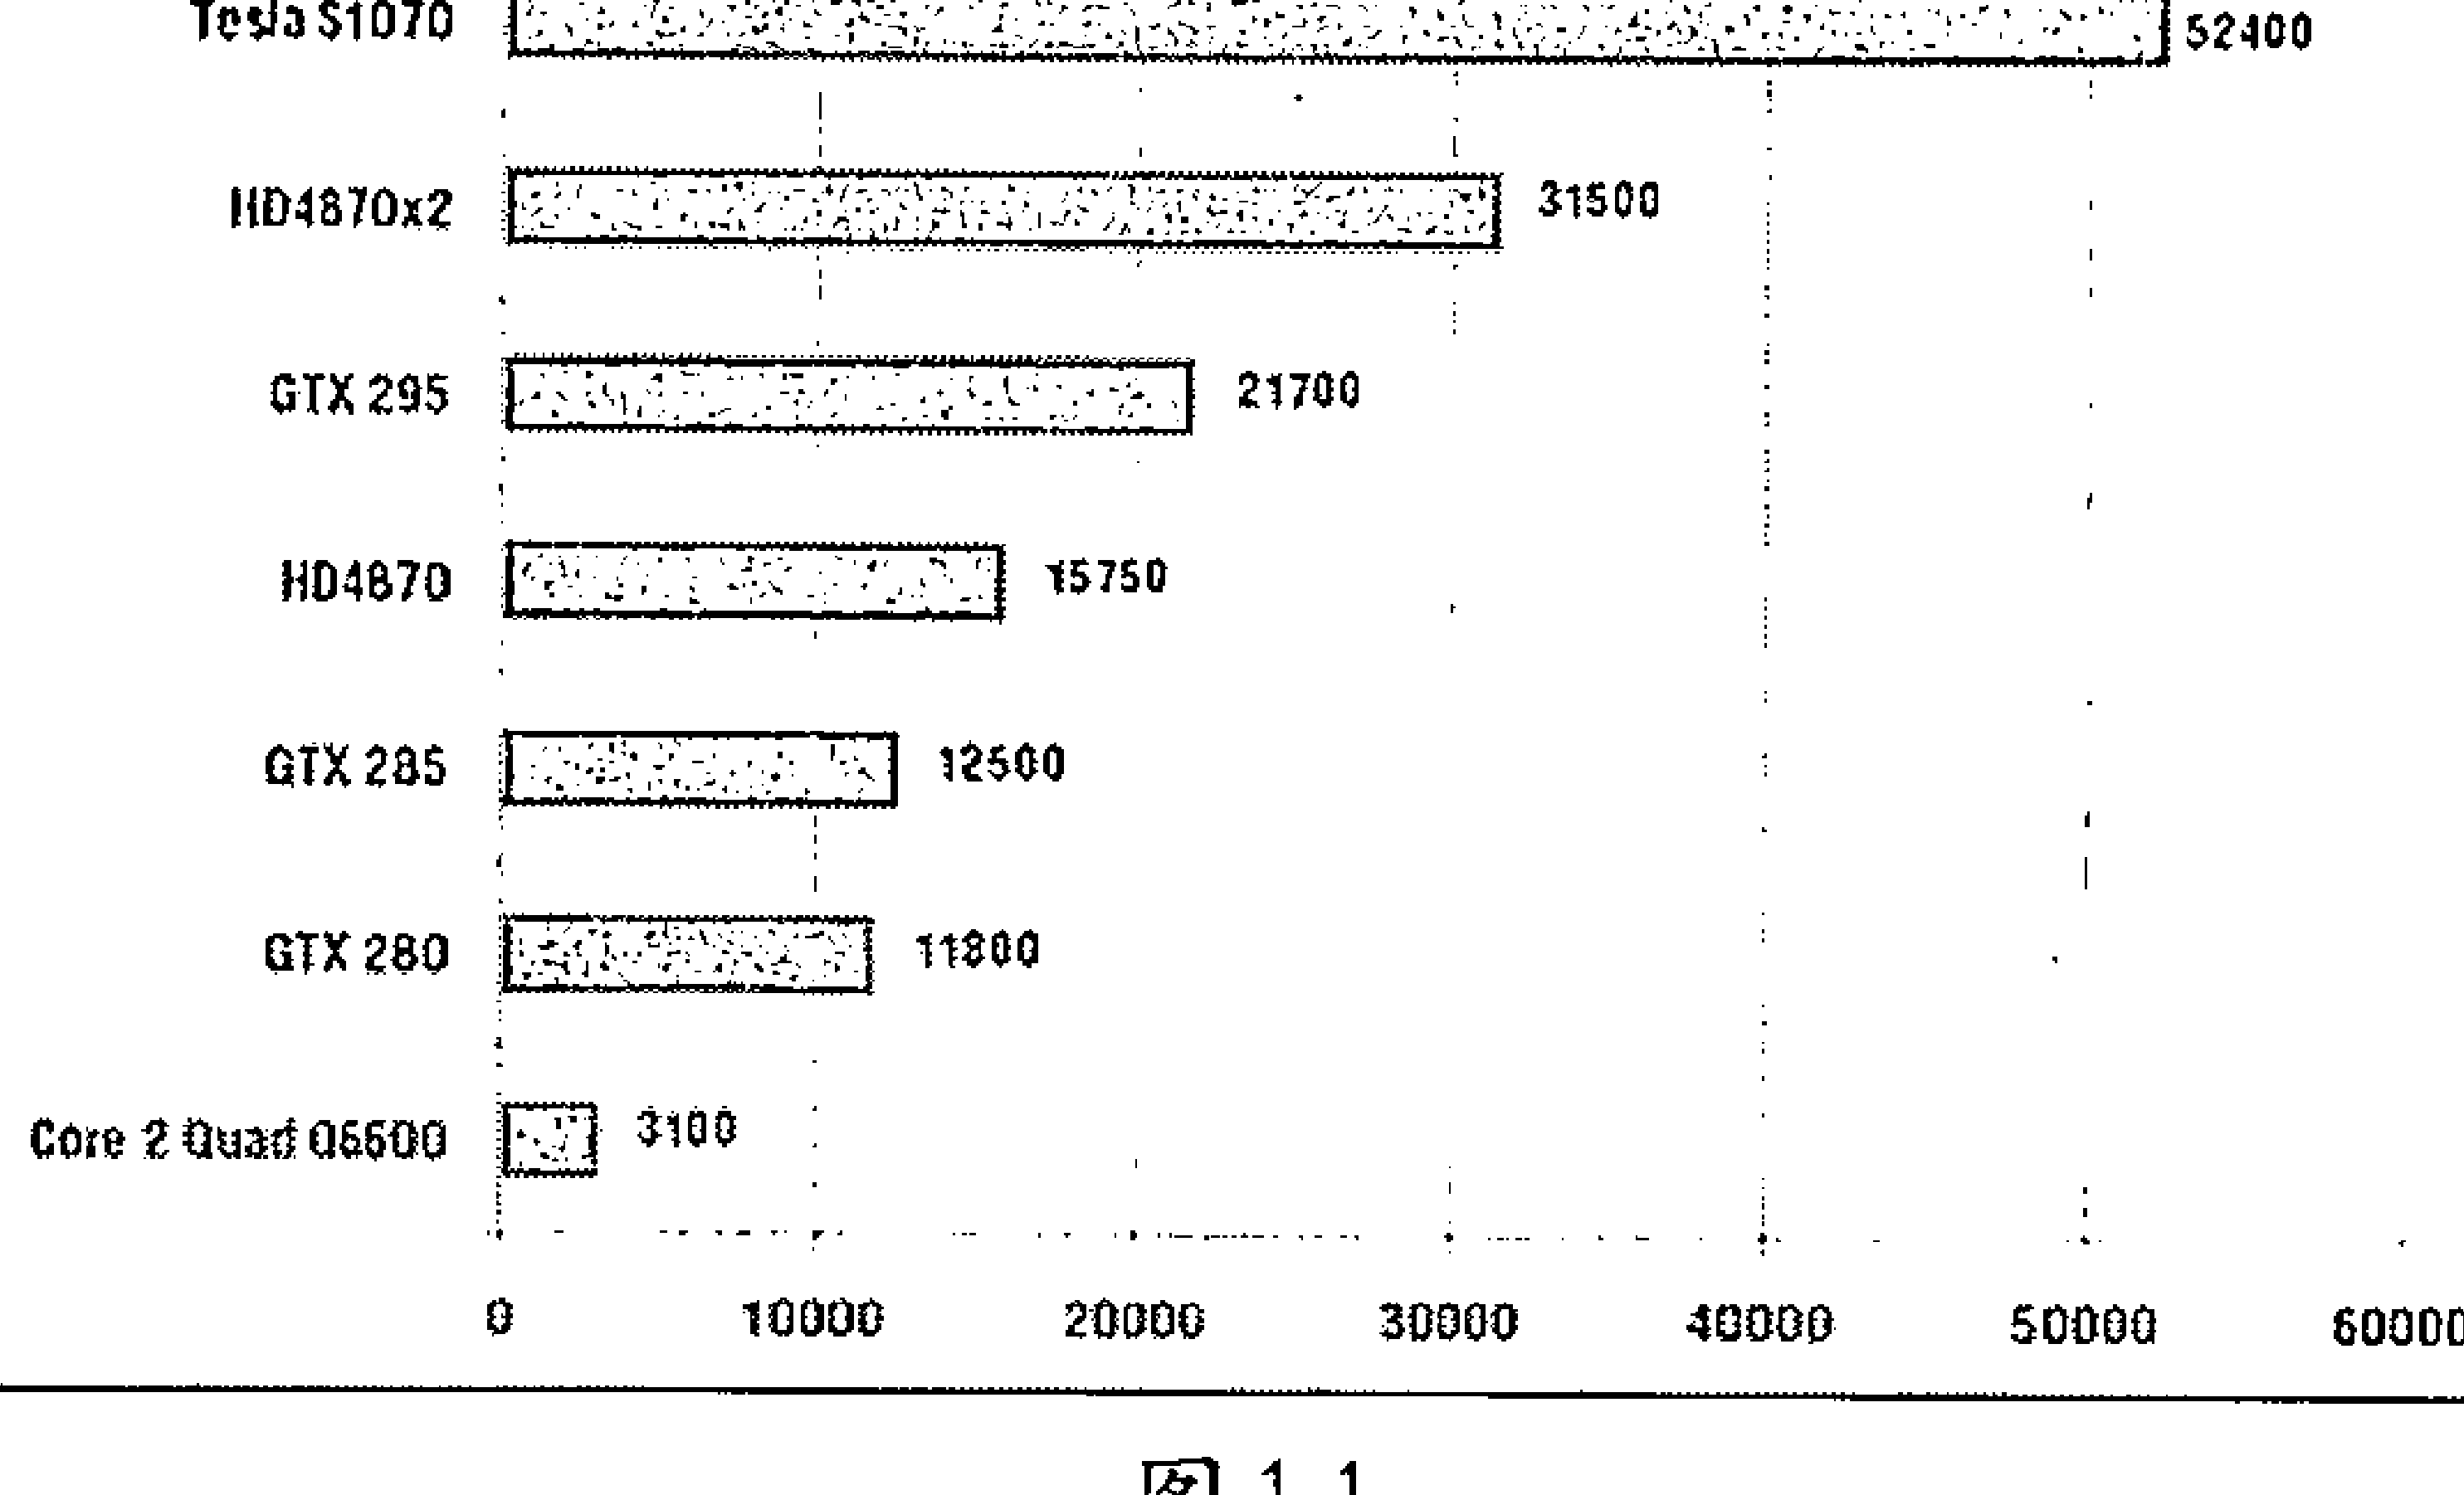 Tesla S1070 52400
HD4870x2 31500
GTX 295 21700
HD4870 15750
GTX 285 12500
GTX 280 11800
Core 2 Quad Q6600 3100
0 10000 20000 30000 40000 50000 60000
图 1 1